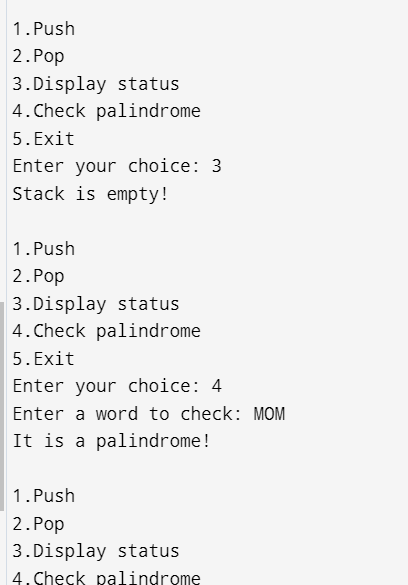 1.Push
2.Pop
3.Display status
4.Check palindrome
5.Exit
Enter your choice: 3
Stack is empty!
1.Push
2.Pop
3.Display status
4.Check palindrome
5.Exit
Enter your choice: 4
Enter a word to check: MOM
It is a palindrome!
1.Push
2.Pop
3.Display status
4.Check palindrome